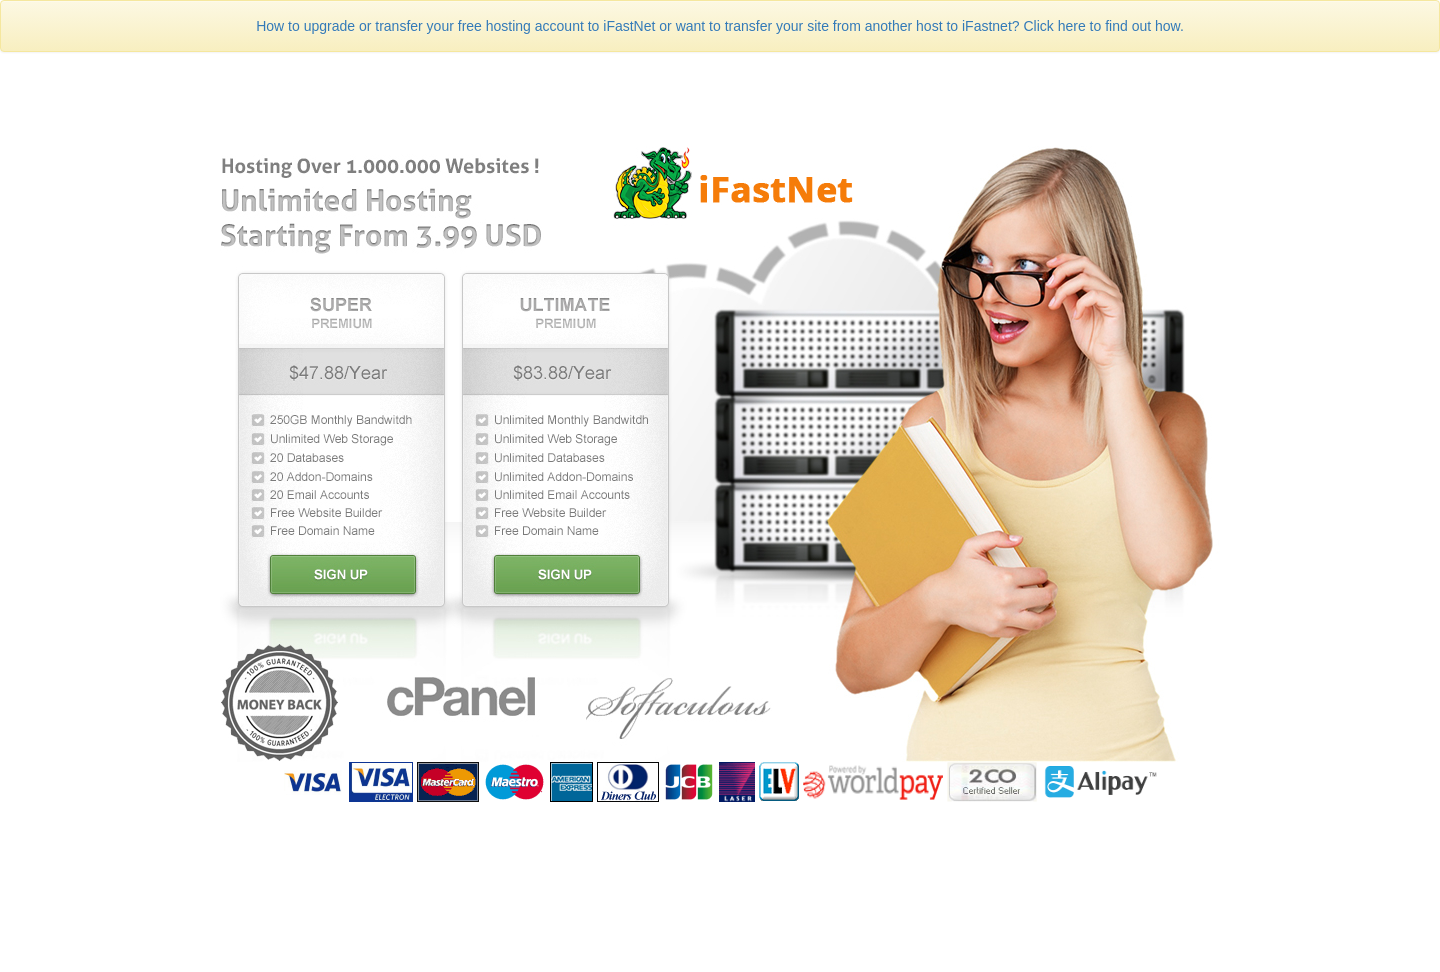 How to upgrade or transfer your free hosting account to iFastNet or want to transfer your site from another host to iFastnet? Click here to find out how.
Hosting Over 1.000.000 Websites !
Unlimited Hosting
Starting From 3.99 USD
iFastNet
SUPER
PREMIUM
$47.88/Year
250GB Monthly Bandwitdh
Unlimited Web Storage
20 Databases
20 Addon-Domains
20 Email Accounts
Free Website Builder
Free Domain Name
SIGN UP
ULTIMATE
PREMIUM
$83.88/Year
Unlimited Monthly Bandwitdh
Unlimited Web Storage
Unlimited Databases
Unlimited Addon-Domains
Unlimited Email Accounts
Free Website Builder
Free Domain Name
SIGN UP
100% GUARANTEED
MONEY BACK
100% GUARANTEED
cPanel
Softaculous
VISA
VISA
ELECTRON
MasterCard
Maestro
AMERICAN
EXPRESS
Diners Club
JCB
LASER
ELV
Powered by
worldpay
2CO
Certified Seller
Alipay™